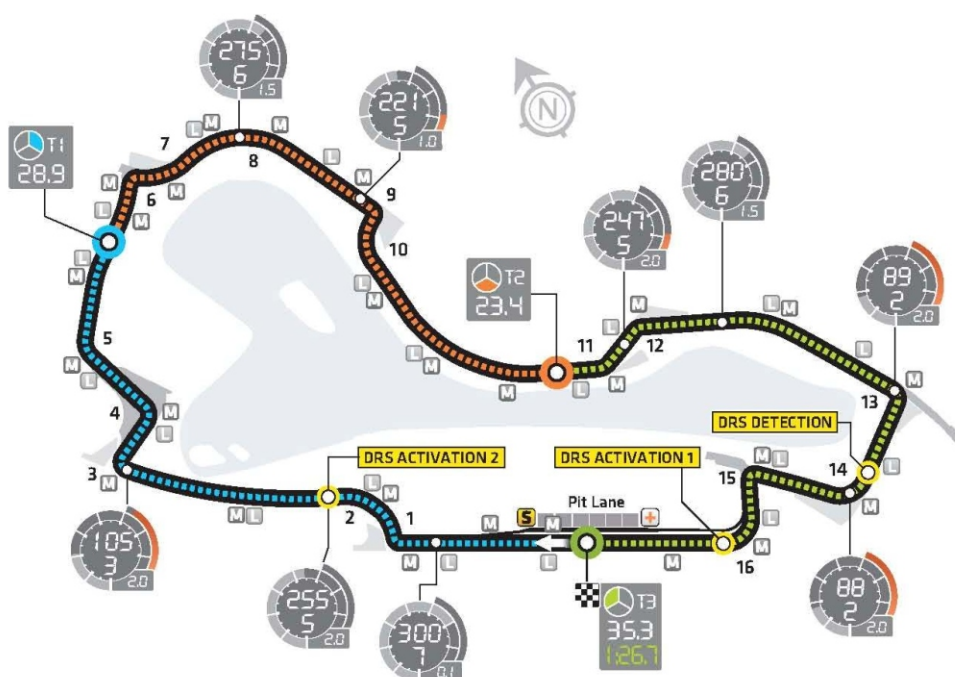 275
6
1.5
221
5
1.0
N
T1
28.9
7
L
M
M
8
L
280
6
1.5
M
6
M
M
9
247
5
2.0
L
M
10
89
2
2.0
L
M
T2
23.4
L
M
11
L
M
12
L
M
L
M
5
M
L
L
M
M
L
M
13
4
M
L
DRS DETECTION
3
M
DRS ACTIVATION 2
DRS ACTIVATION 1
15
M
L
14
L
M
M
L
2
L
M
1
Pit Lane
S
+
M
M
L
M
16
M
L
L
M
M
105
3
2.0
255
5
2.0
300
7
0.1
T3
35.3
1:26.7
88
2
2.0